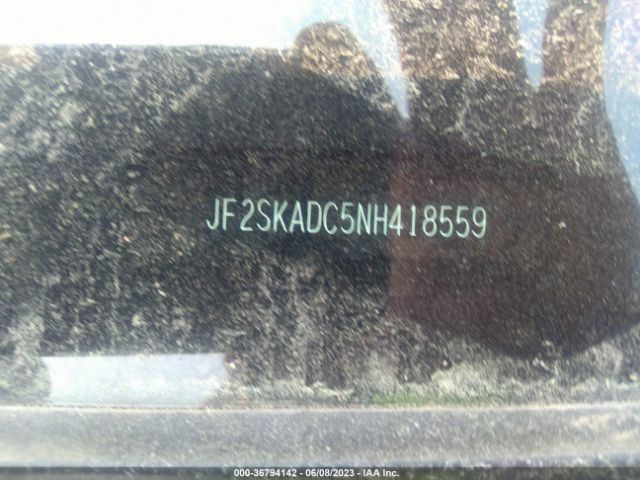 JF2SKADC5NH418559
000-36794142 - 06/08/2023 - IAA Inc.